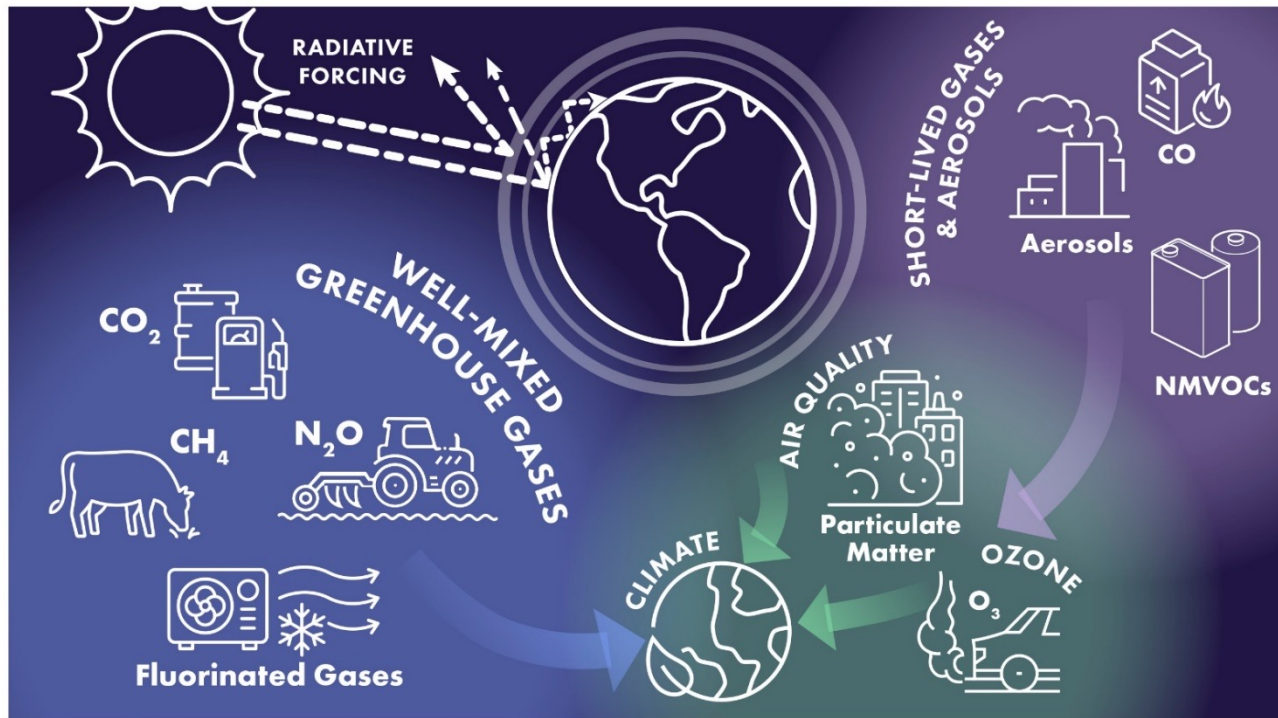 RADIATIVE
FORCING
SHORT-LIVED GASES
& AEROSOLS
CO
Aerosols
NMVOCs
WELL-MIXED
GREENHOUSE GASES
CO₂
CH₄
N₂O
Fluorinated Gases
AIR QUALITY
Particulate
Matter
OZONE
O₃
CLIMATE